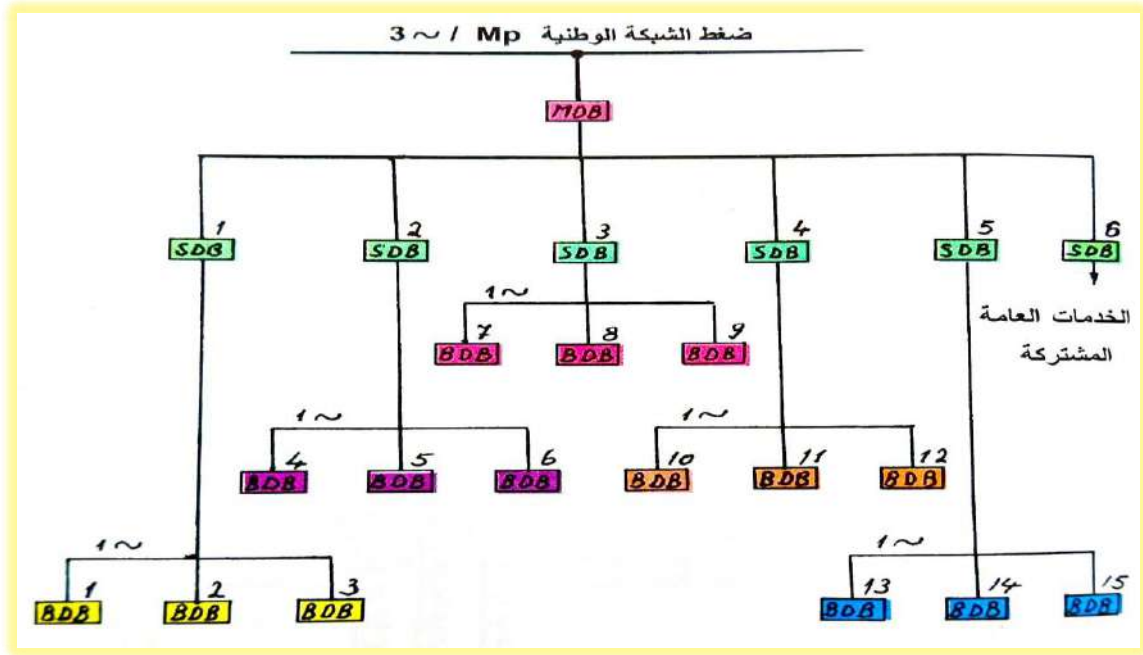 ضغط الشبكة الوطنية 3 ~ / Mp
MDB
1 2 3 4 5 6
SDB SDB SDB SDB SDB SDB
1~
الخدمات العامة
المشتركة
7 8 9
BDB BDB BDB
1~ 1~
4 5 6 10 11 12
BDB BDB BDB BDB BDB BDB
1~ 1~
1 2 3 13 14 15
BDB BDB BDB BDB BDB BDB